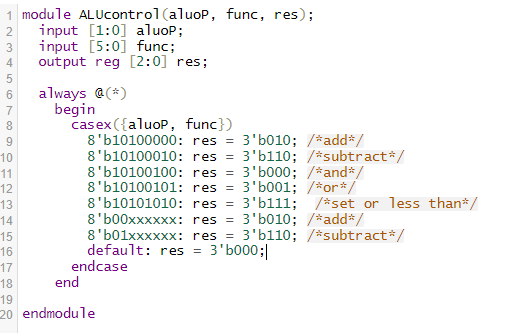 1 module ALUcontrol(aluoP, func, res);
2 input [1:0] aluoP;
3 input [5:0] func;
4 output reg [2:0] res;
5
6 always @(*)
7 begin
8 casex({aluoP, func})
9 8'b10100000: res = 3'b010; /*add*/
10 8'b10100010: res = 3'b110; /*subtract*/
11 8'b10100100: res = 3'b000; /*and*/
12 8'b10100101: res = 3'b001; /*or*/
13 8'b10101010: res = 3'b111; /*set or less than*/
14 8'b00xxxxxx: res = 3'b010; /*add*/
15 8'b01xxxxxx: res = 3'b110; /*subtract*/
16 default: res = 3'b000;
17 endcase
18 end
19
20 endmodule